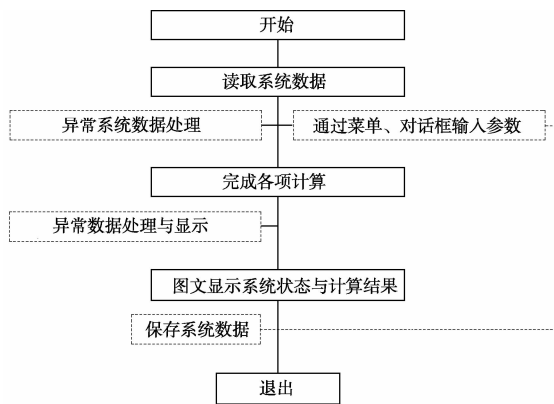 开始
读取系统数据
异常系统数据处理
通过菜单、对话框输入参数
完成各项计算
异常数据处理与显示
图文显示系统状态与计算结果
保存系统数据
退出